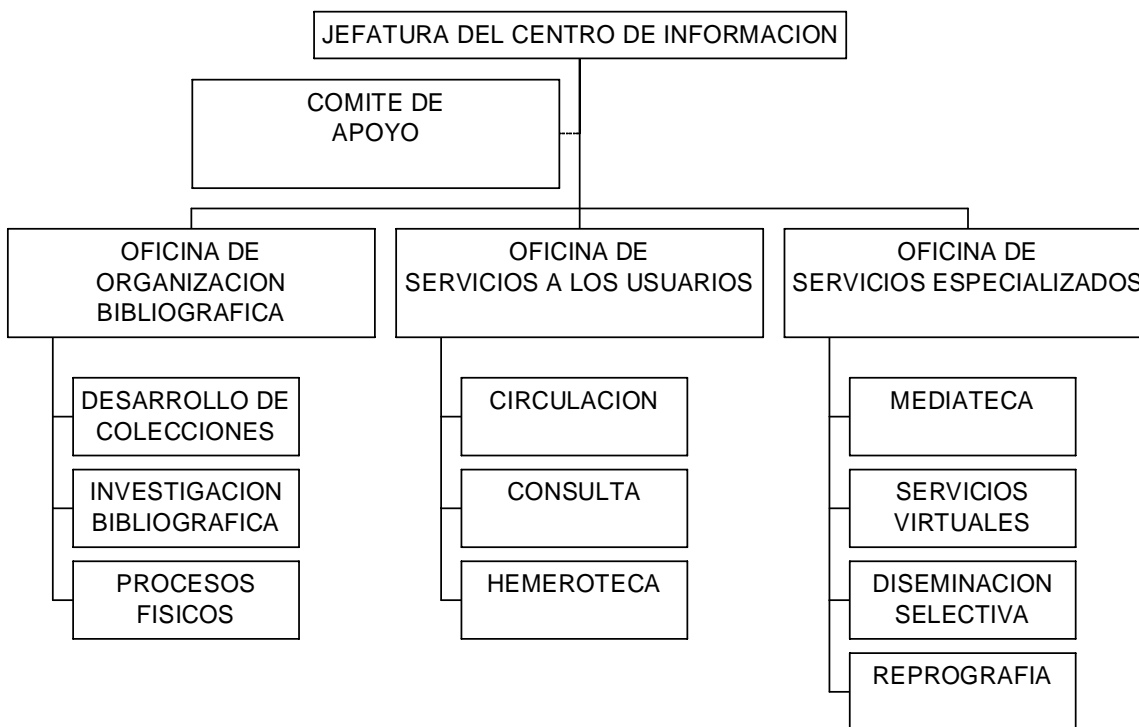 JEFATURA DEL CENTRO DE INFORMACION
COMITE DE
APOYO
OFICINA DE
ORGANIZACION
BIBLIOGRAFICA
DESARROLLO DE
COLECCIONES
INVESTIGACION
BIBLIOGRAFICA
PROCESOS
FISICOS
OFICINA DE
SERVICIOS A LOS USUARIOS
CIRCULACION
CONSULTA
HEMEROTECA
OFICINA DE
SERVICIOS ESPECIALIZADOS
MEDIATECA
SERVICIOS
VIRTUALES
DISEMINACION
SELECTIVA
REPROGRAFIA